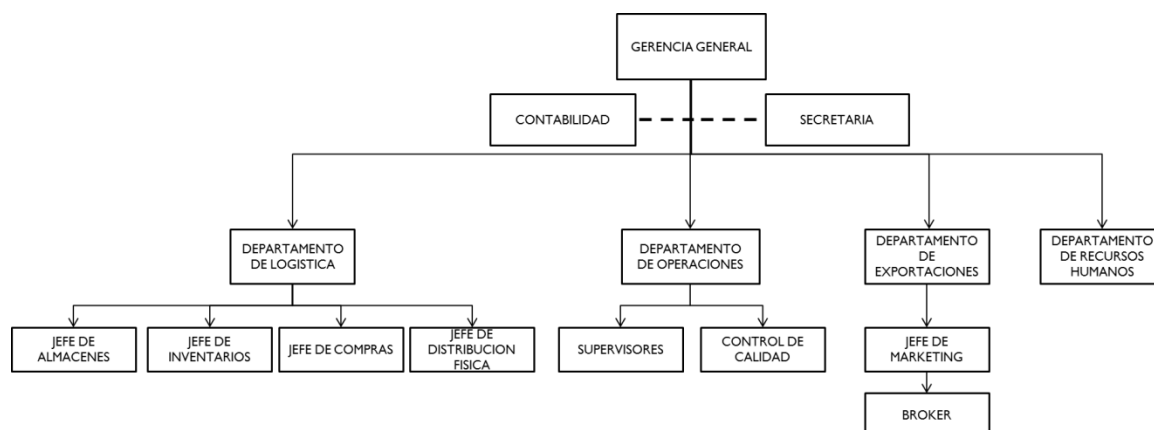 GERENCIA GENERAL
CONTABILIDAD
SECRETARIA
DEPARTAMENTO
DE LOGISTICA
DEPARTAMENTO
DE OPERACIONES
DEPARTAMENTO
DE
EXPORTACIONES
DEPARTAMENTO
DE RECURSOS
HUMANOS
JEFE DE
ALMACENES
JEFE DE
INVENTARIOS
JEFE DE COMPRAS
JEFE DE
DISTRIBUCION
FISICA
SUPERVISORES
CONTROL DE
CALIDAD
JEFE DE
MARKETING
BROKER